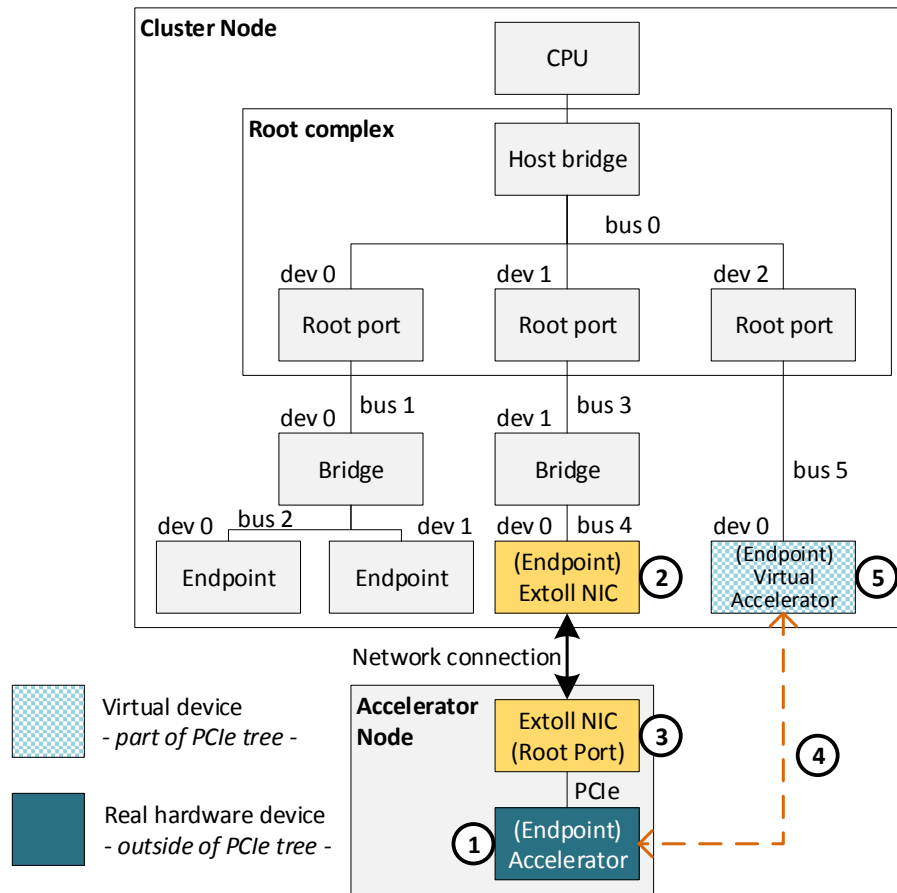 Cluster Node
CPU
Root complex
Host bridge
bus 0
dev 0
dev 1
dev 2
Root port
Root port
Root port
bus 1
bus 3
dev 0
dev 1
Bridge
Bridge
bus 5
dev 0
bus 2
dev 1
dev 0
bus 4
dev 0
Endpoint
Endpoint
(Endpoint)
Extoll NIC
2
(Endpoint)
Virtual
Accelerator
5
Network connection
Accelerator
Node
Extoll NIC
(Root Port)
3
PCIe
(Endpoint)
Accelerator
1
4
Virtual device
- part of PCIe tree -
Real hardware device
- outside of PCIe tree -